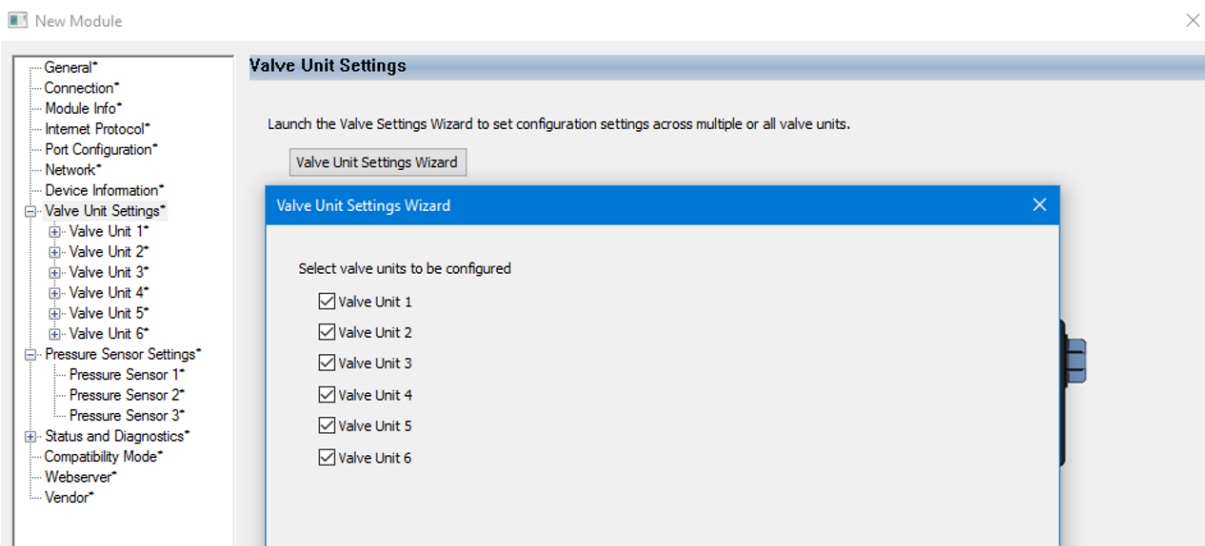 New Module
General*
Connection*
Module Info*
Internet Protocol*
Port Configuration*
Network*
Device Information*
Valve Unit Settings*
Valve Unit 1*
Valve Unit 2*
Valve Unit 3*
Valve Unit 4*
Valve Unit 5*
Valve Unit 6*
Pressure Sensor Settings*
Pressure Sensor 1*
Pressure Sensor 2*
Pressure Sensor 3*
Status and Diagnostics*
Compatibility Mode*
Webserver*
Vendor*
Valve Unit Settings
Launch the Valve Settings Wizard to set configuration settings across multiple or all valve units.
Valve Unit Settings Wizard
Valve Unit Settings Wizard
Select valve units to be configured
Valve Unit 1
Valve Unit 2
Valve Unit 3
Valve Unit 4
Valve Unit 5
Valve Unit 6